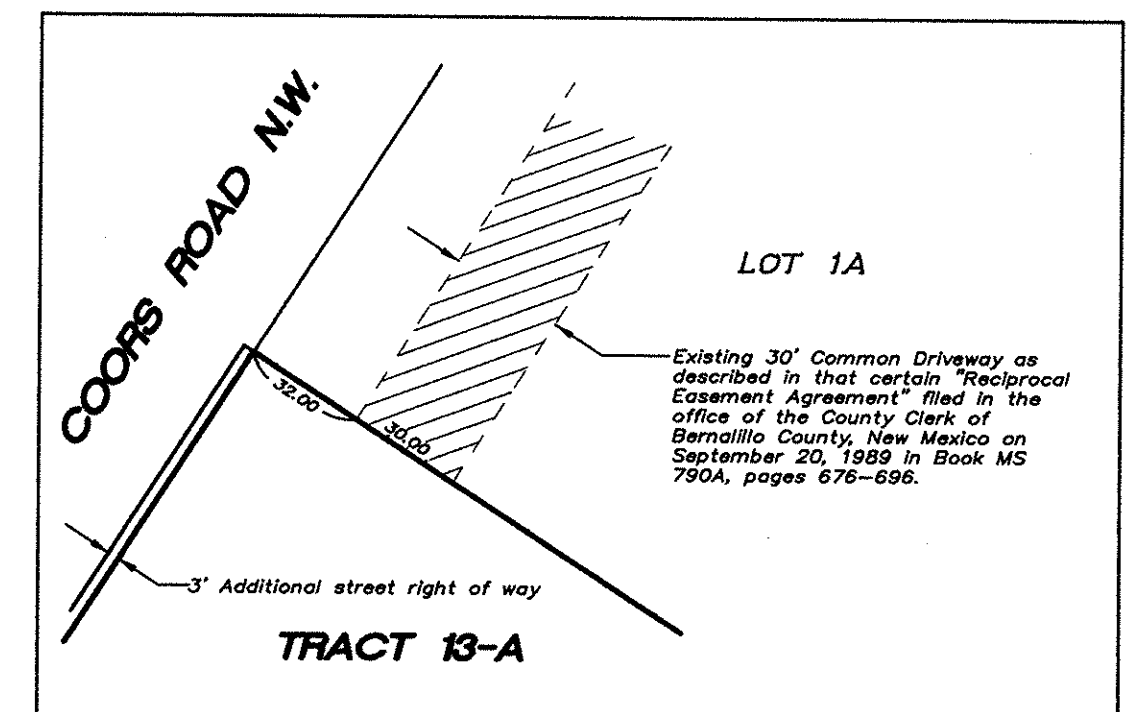 COORS ROAD N.W.
LOT 1A
Existing 30' Common Driveway as
described in that certain "Reciprocal
Easement Agreement" filed in the
office of the County Clerk of
Bernalillo County, New Mexico on
September 20, 1989 in Book MS
790A, pages 676-696.
32.00
30.00
3' Additional street right of way
TRACT 13-A